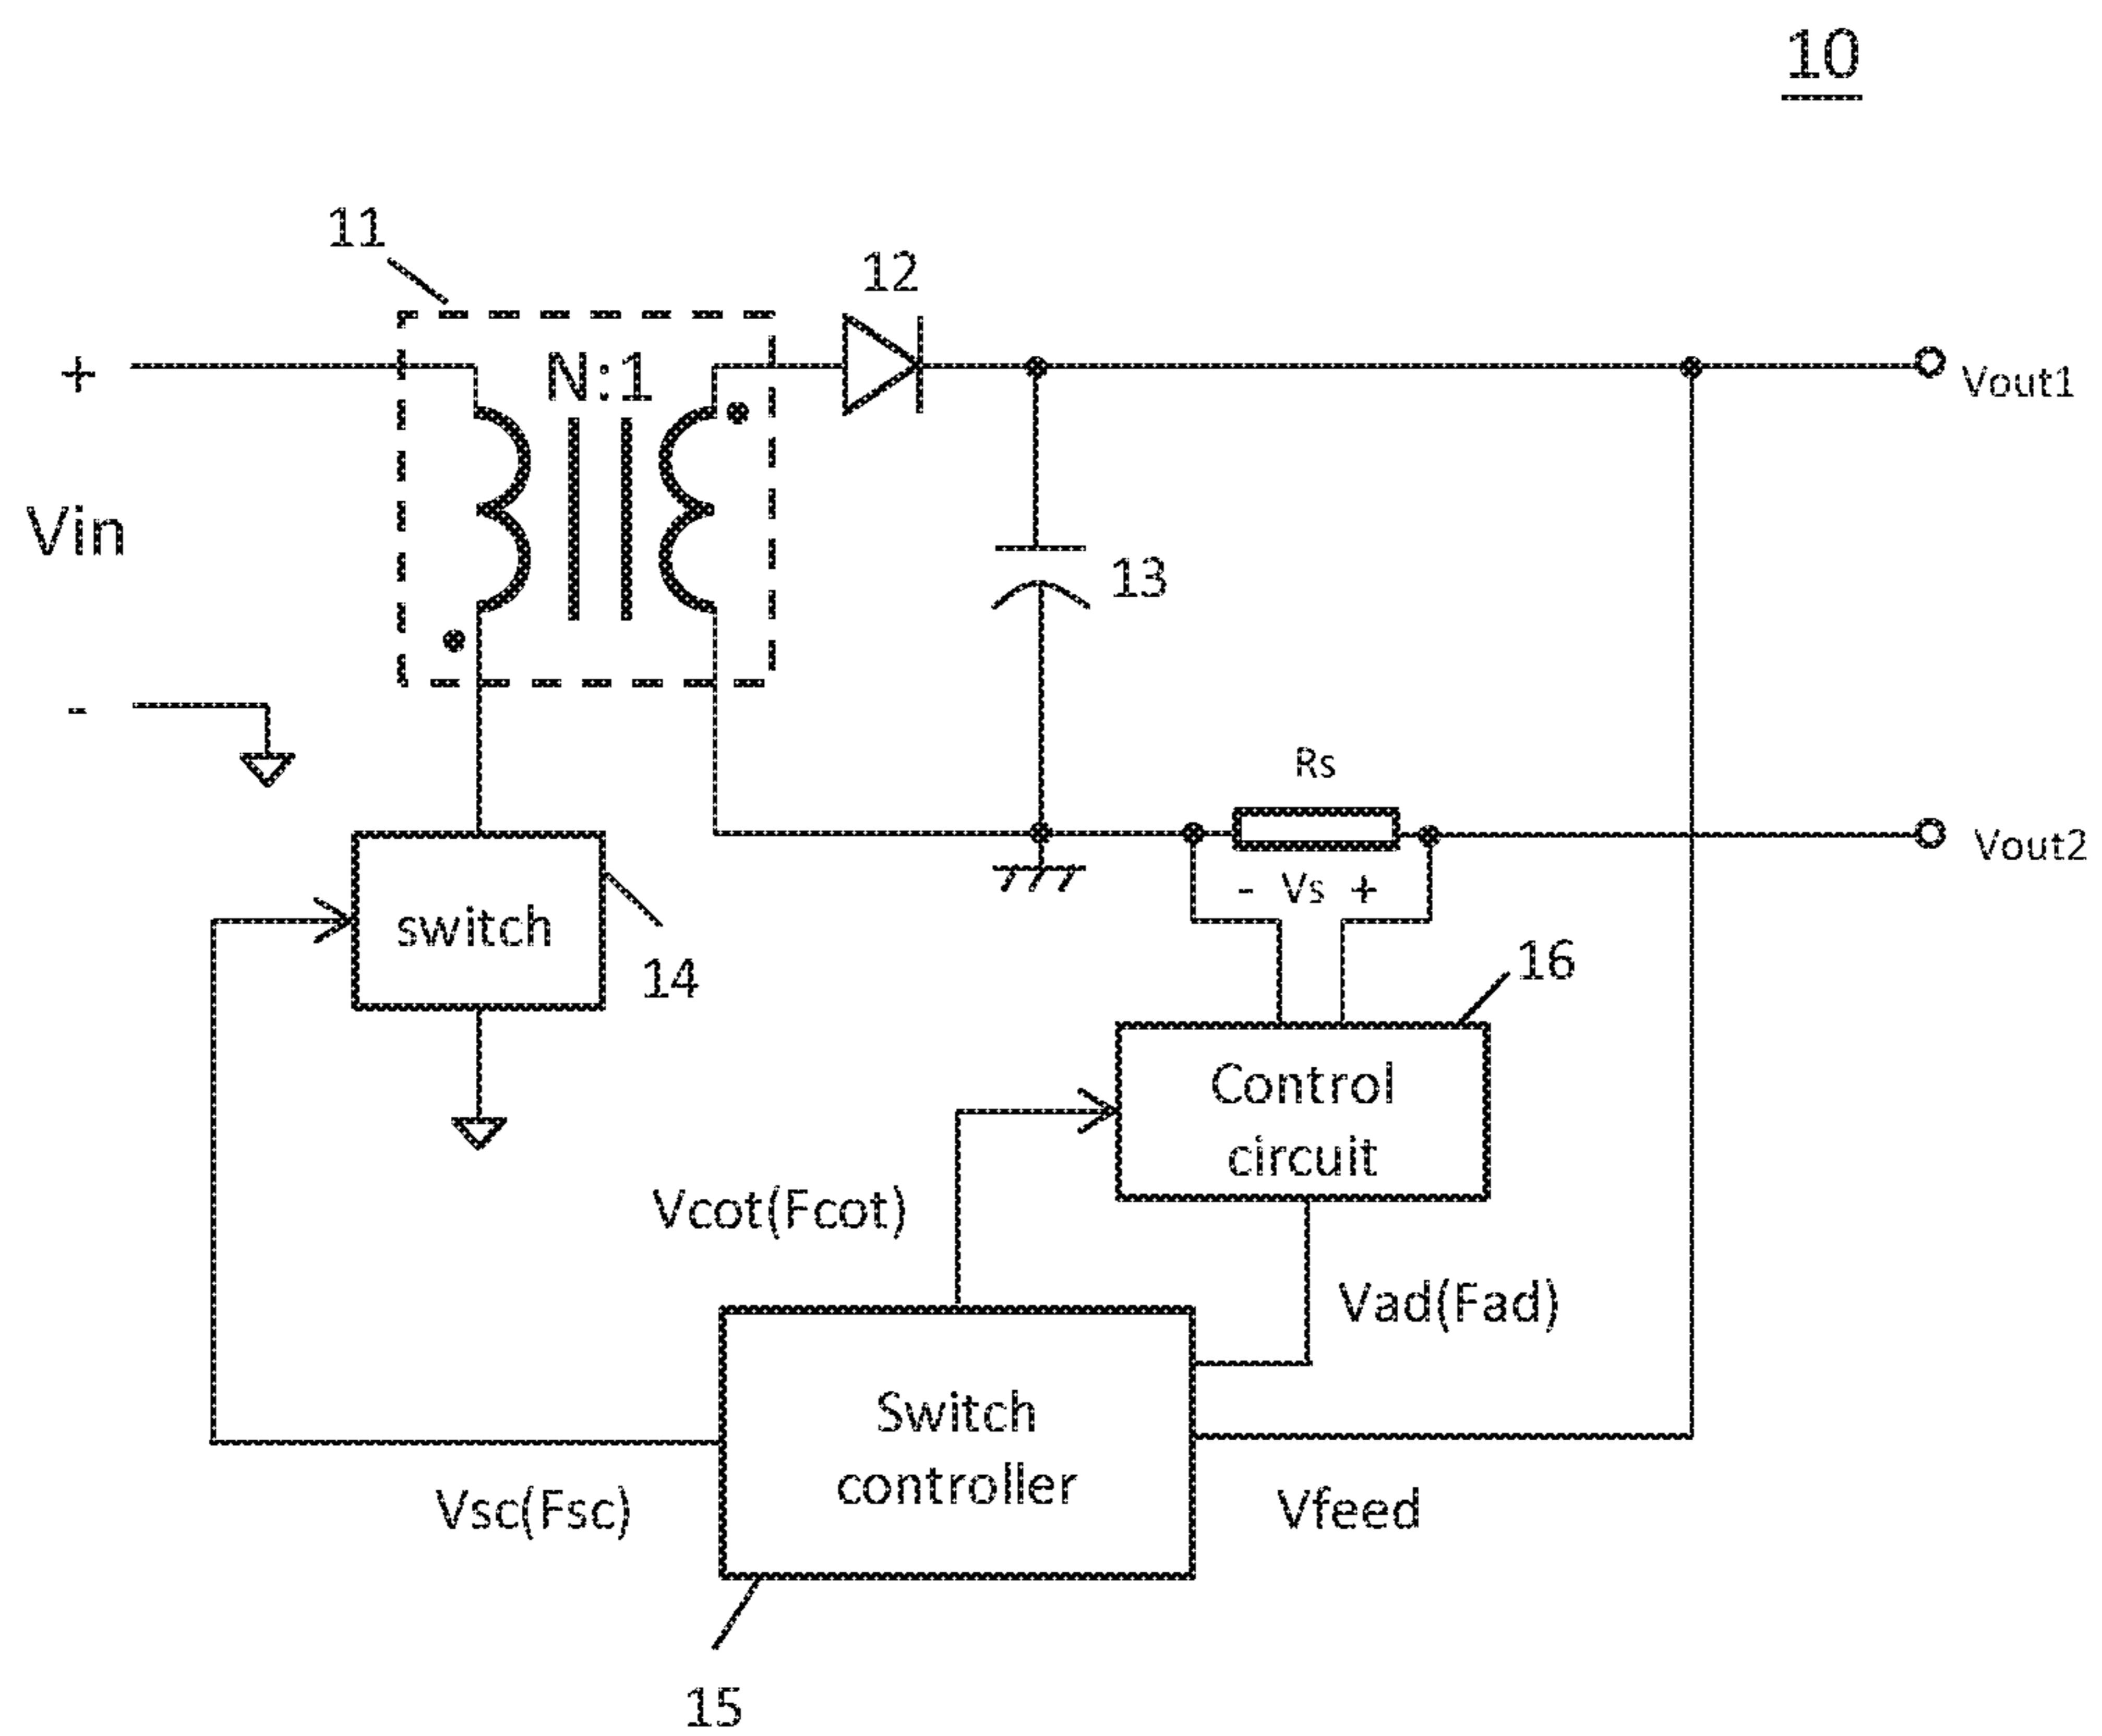 10
11
12
+
N:1
Vout1
Vin
13
-
Rs
Vout2
- Vs +
switch
14
16
Control
circuit
Vcot(Fcot)
Vad(Fad)
Switch
controller
Vsc(Fsc)
Vfeed
15